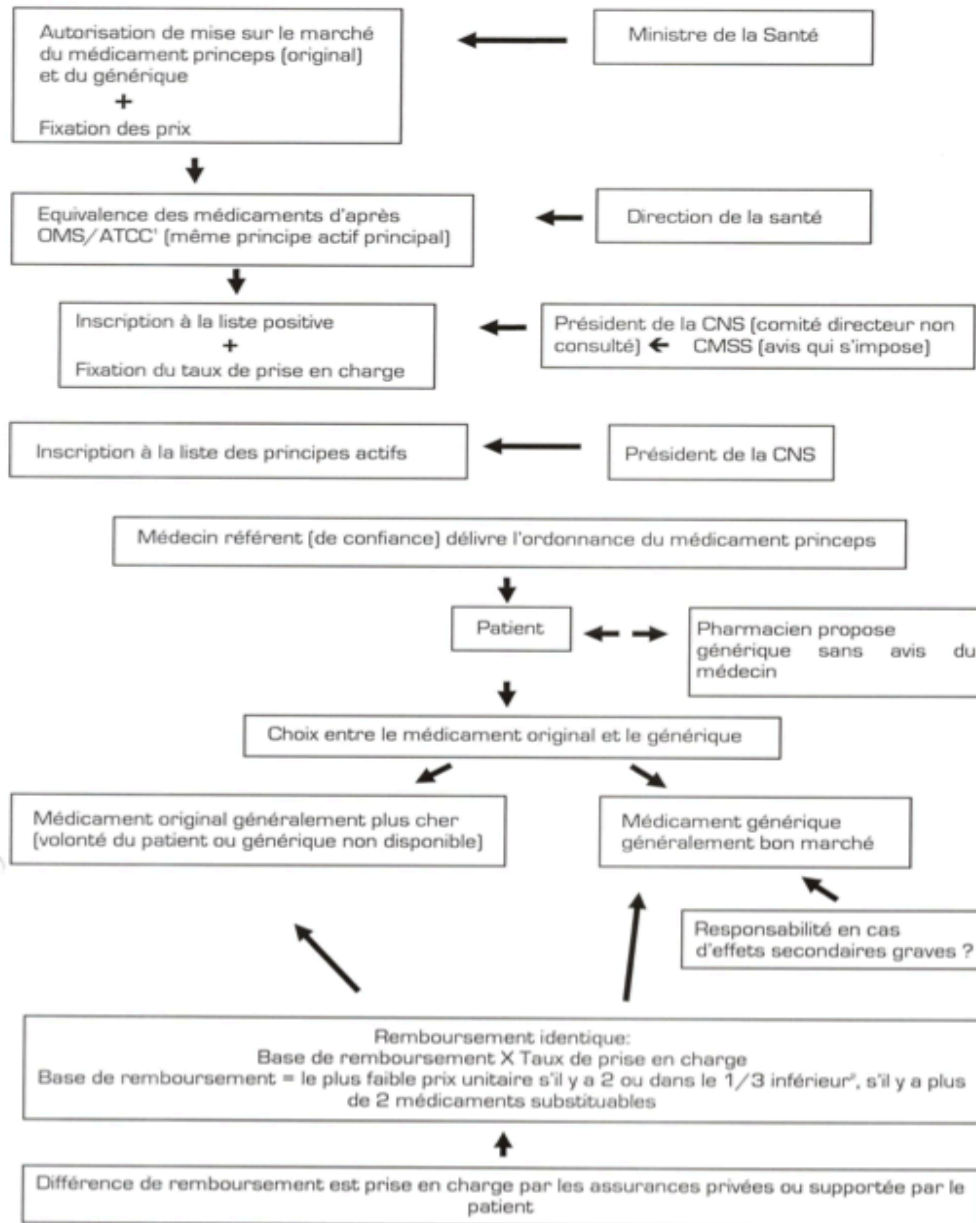 Autorisation de mise sur le marché
du médicament princeps (original)
et du générique
+
Fixation des prix
Ministre de la Santé
Equivalence des médicaments d'après
OMS/ATCC¹ (même principe actif principal)
Direction de la santé
Inscription à la liste positive
+
Fixation du taux de prise en charge
Président de la CNS (comité directeur non
consulté) ← CMSS (avis qui s'impose)
Inscription à la liste des principes actifs
Président de la CNS
Médecin référent (de confiance) délivre l'ordonnance du médicament princeps
Patient
Pharmacien propose
générique sans avis du
médecin
Choix entre le médicament original et le générique
Médicament original généralement plus cher
(volonté du patient ou générique non disponible)
Médicament générique
généralement bon marché
Responsabilité en cas
d'effets secondaires graves ?
Remboursement identique:
Base de remboursement X Taux de prise en charge
Base de remboursement = le plus faible prix unitaire s'il y a 2 ou dans le 1/3 inférieur², s'il y a plus
de 2 médicaments substituables
Différence de remboursement est prise en charge par les assurances privées ou supportée par le
patient